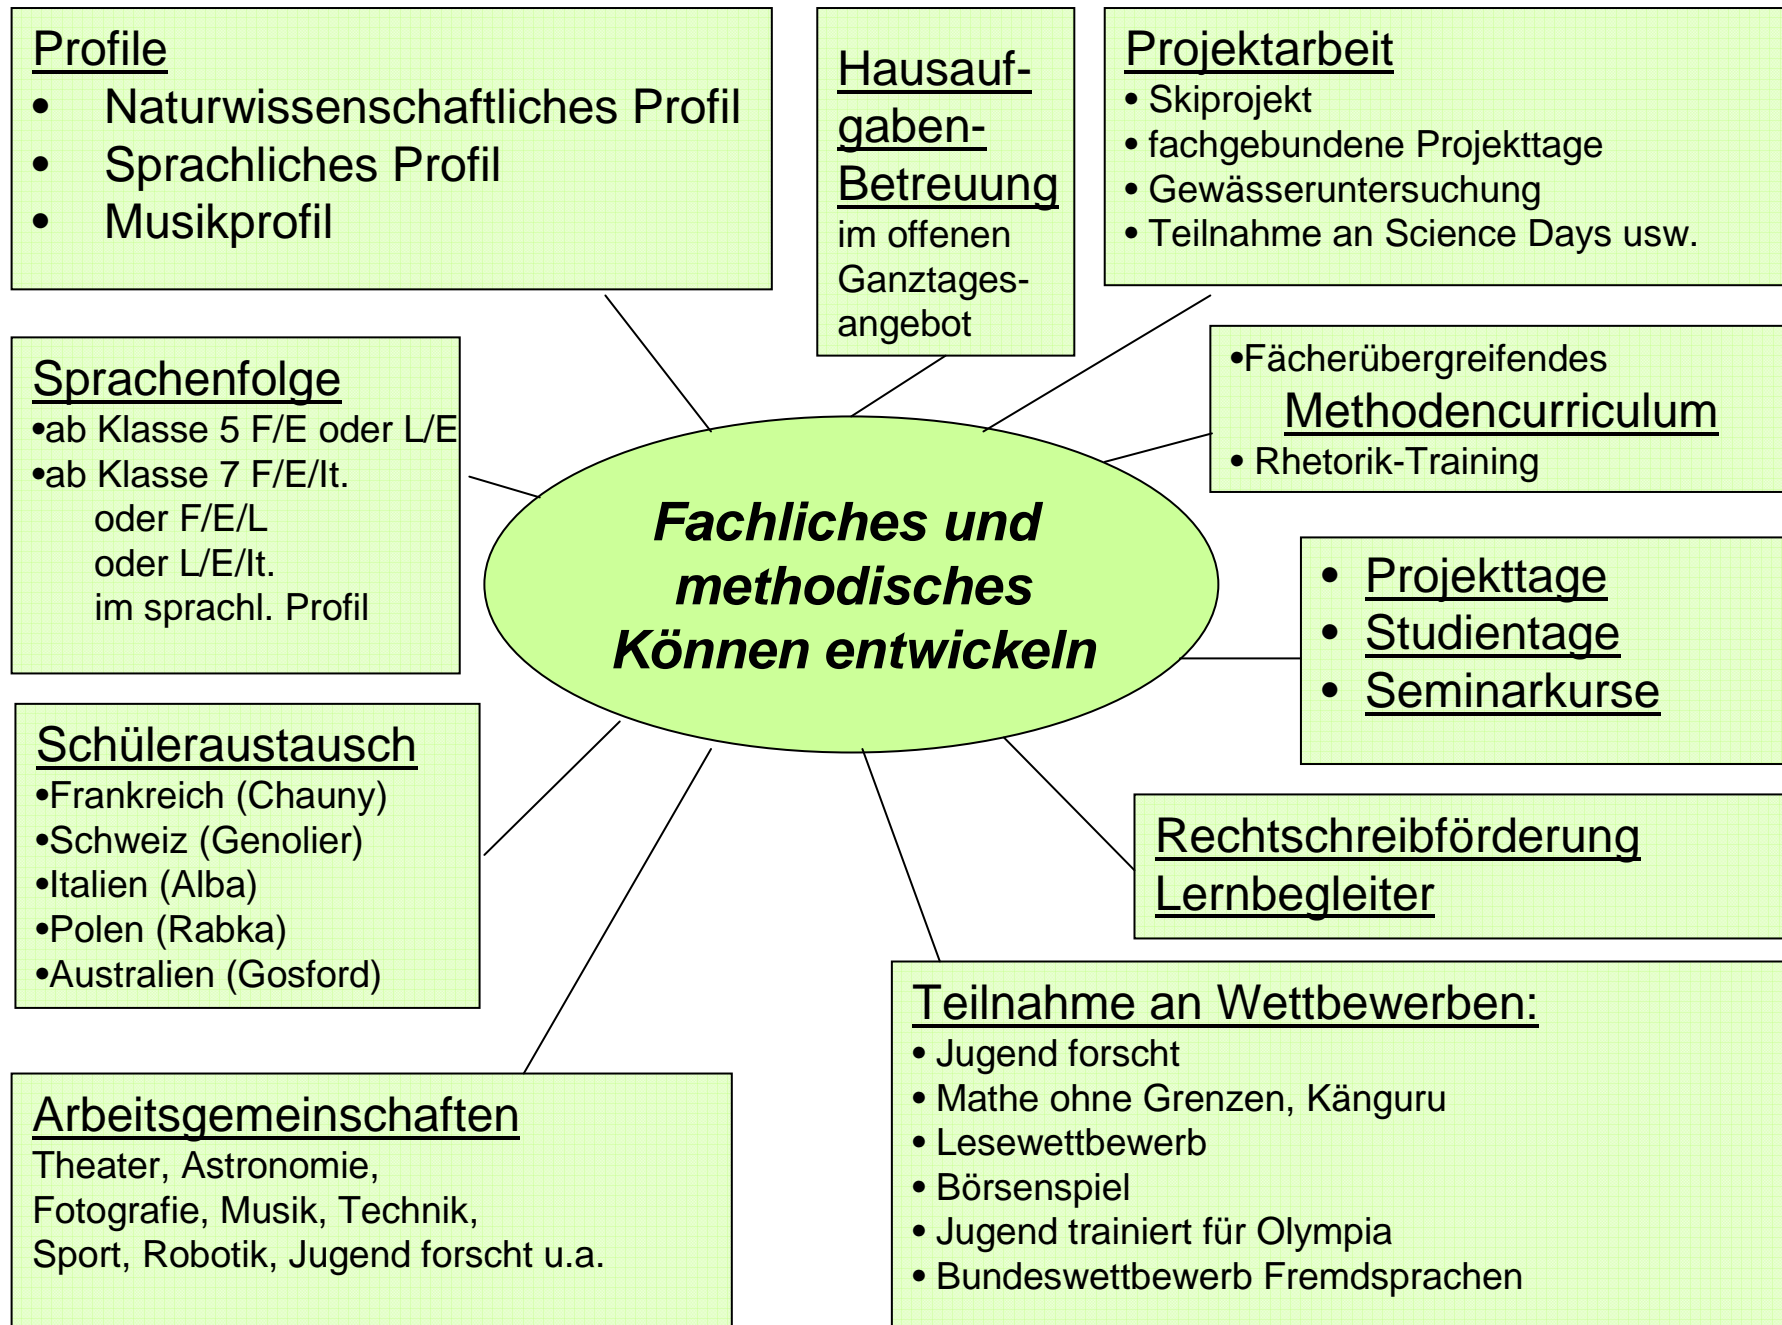 Profile
• Naturwissenschaftliches Profil
• Sprachliches Profil
• Musikprofil
Hausauf-
gaben-
Betreuung
im offenen
Ganztages-
angebot
Projektarbeit
• Skiprojekt
• fachgebundene Projekttage
• Gewässeruntersuchung
• Teilnahme an Science Days usw.
Sprachenfolge
•ab Klasse 5 F/E oder L/E
•ab Klasse 7 F/E/It.
oder F/E/L
oder L/E/It.
im sprachl. Profil
•Fächerübergreifendes
Methodencurriculum
• Rhetorik-Training
Fachliches und
methodisches
Können entwickeln
• Projekttage
• Studientage
• Seminarkurse
Schüleraustausch
•Frankreich (Chauny)
•Schweiz (Genolier)
•Italien (Alba)
•Polen (Rabka)
•Australien (Gosford)
Rechtschreibförderung
Lernbegleiter
Arbeitsgemeinschaften
Theater, Astronomie,
Fotografie, Musik, Technik,
Sport, Robotik, Jugend forscht u.a.
Teilnahme an Wettbewerben:
• Jugend forscht
• Mathe ohne Grenzen, Känguru
• Lesewettbewerb
• Börsenspiel
• Jugend trainiert für Olympia
• Bundeswettbewerb Fremdsprachen